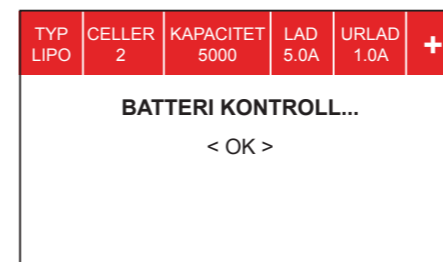 TYP CELLER KAPACITET LAD URLAD +
LIPO 2 5000 5.0A 1.0A
BATTERI KONTROLL...
< OK >